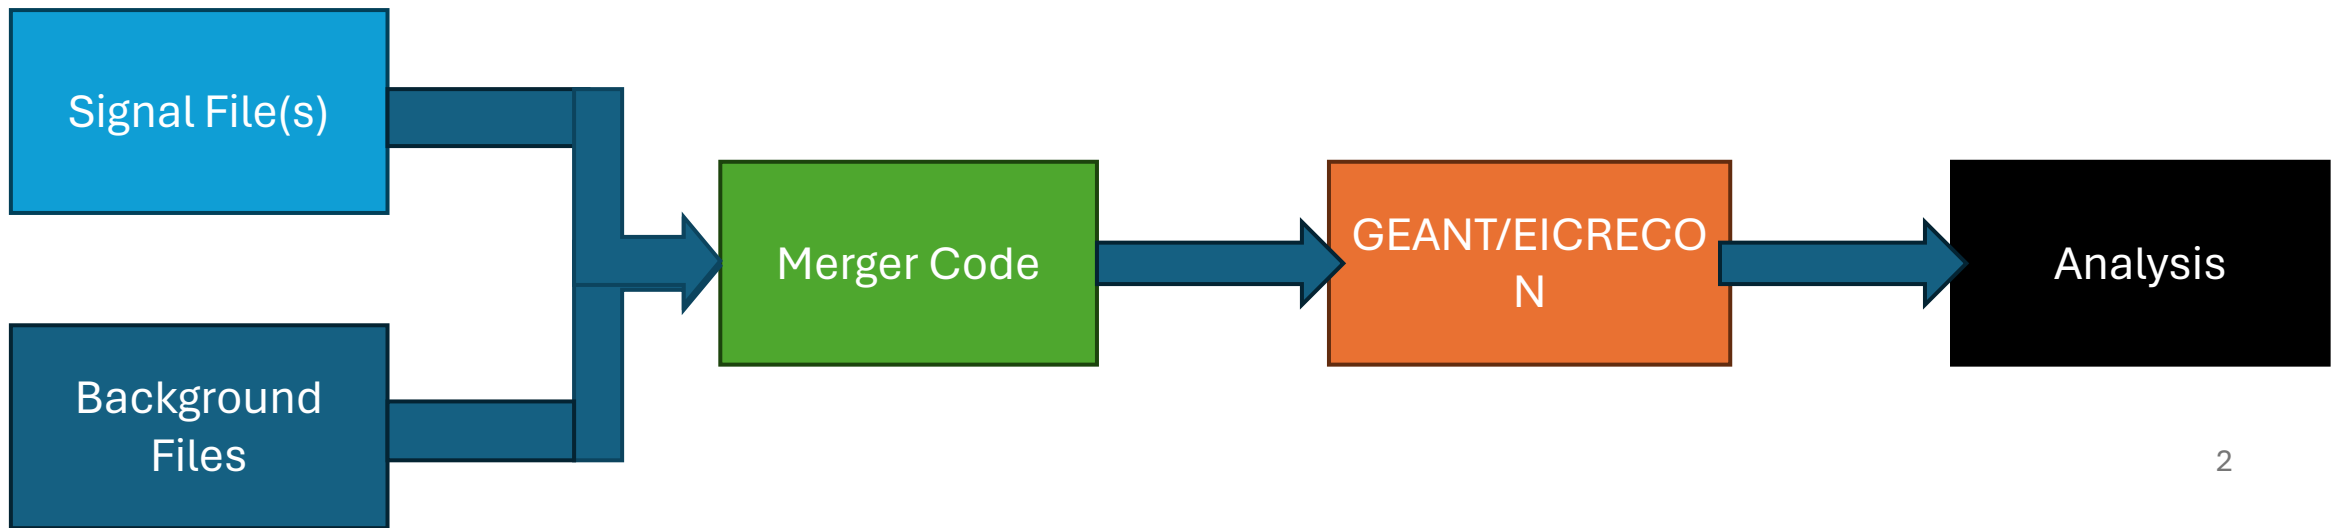 Signal File(s)
Background
Files
Merger Code
GEANT/EICRECO
N
Analysis
2